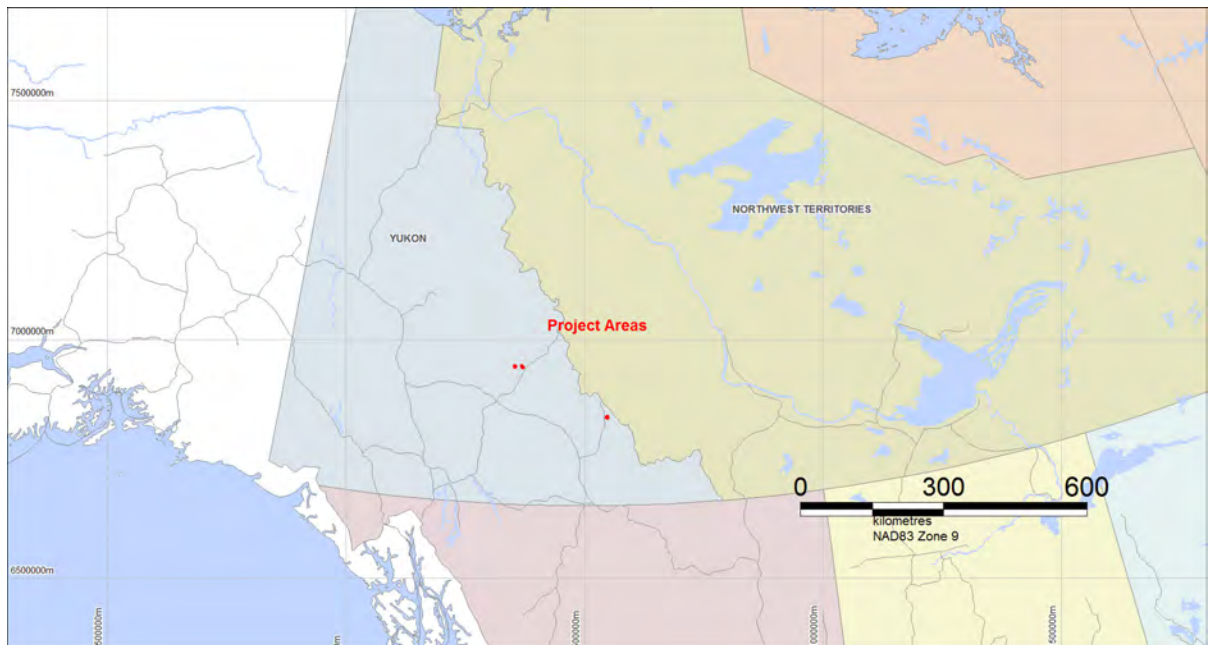 7500000m
NORTHWEST TERRITORIES
YUKON
Project Areas
7000000m
0 300 600
kilometres
NAD83 Zone 9
6500000m